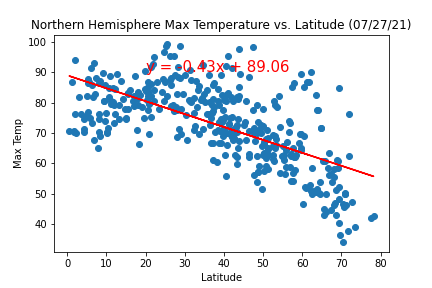 Northern Hemisphere Max Temperature vs. Latitude (07/27/21)
100
90
80
70
60
50
40
Max Temp
y = -0.43x + 89.06
0 10 20 30 40 50 60 70 80
Latitude